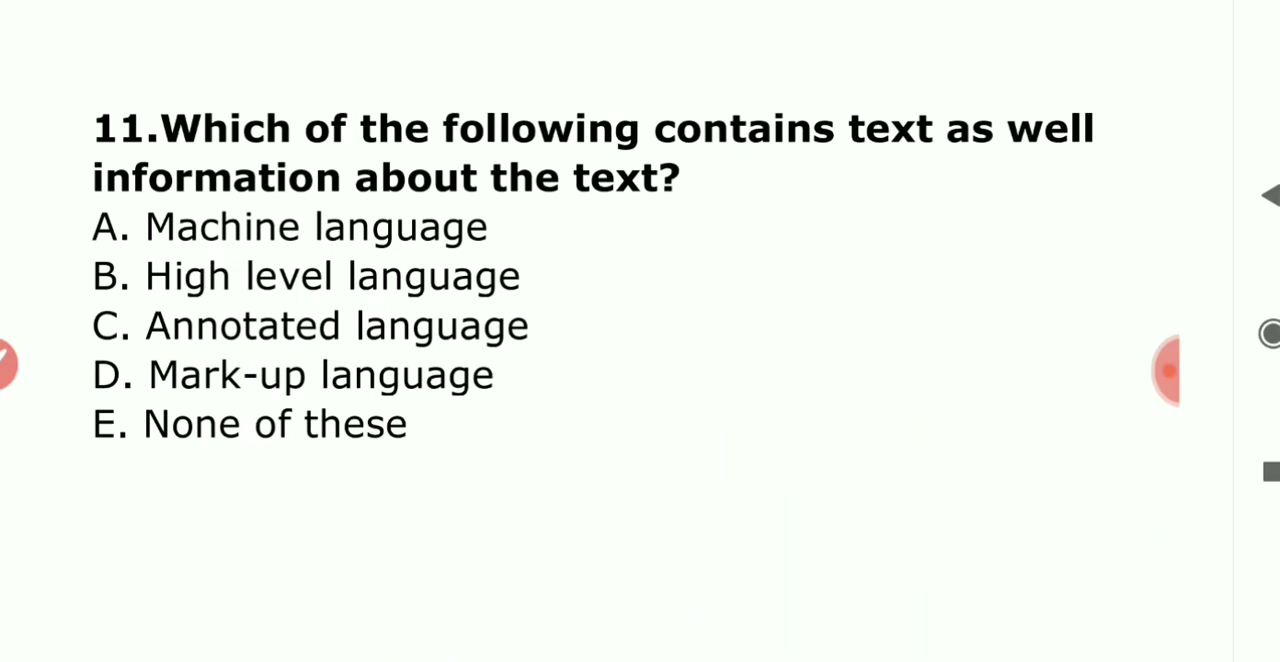 11.Which of the following contains text as well
information about the text?
A. Machine language
B. High level language
C. Annotated language
D. Mark-up language
E. None of these